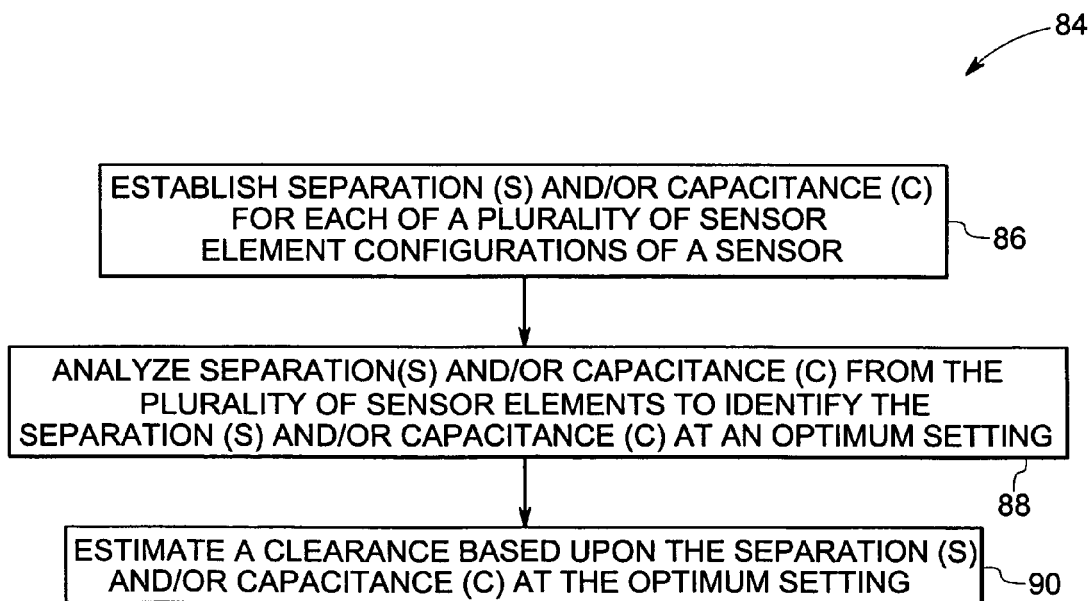 84
ESTABLISH SEPARATION (S) AND/OR CAPACITANCE (C)
FOR EACH OF A PLURALITY OF SENSOR
ELEMENT CONFIGURATIONS OF A SENSOR
86
ANALYZE SEPARATION(S) AND/OR CAPACITANCE (C) FROM THE
PLURALITY OF SENSOR ELEMENTS TO IDENTIFY THE
SEPARATION (S) AND/OR CAPACITANCE (C) AT AN OPTIMUM SETTING
88
ESTIMATE A CLEARANCE BASED UPON THE SEPARATION (S)
AND/OR CAPACITANCE (C) AT THE OPTIMUM SETTING
90